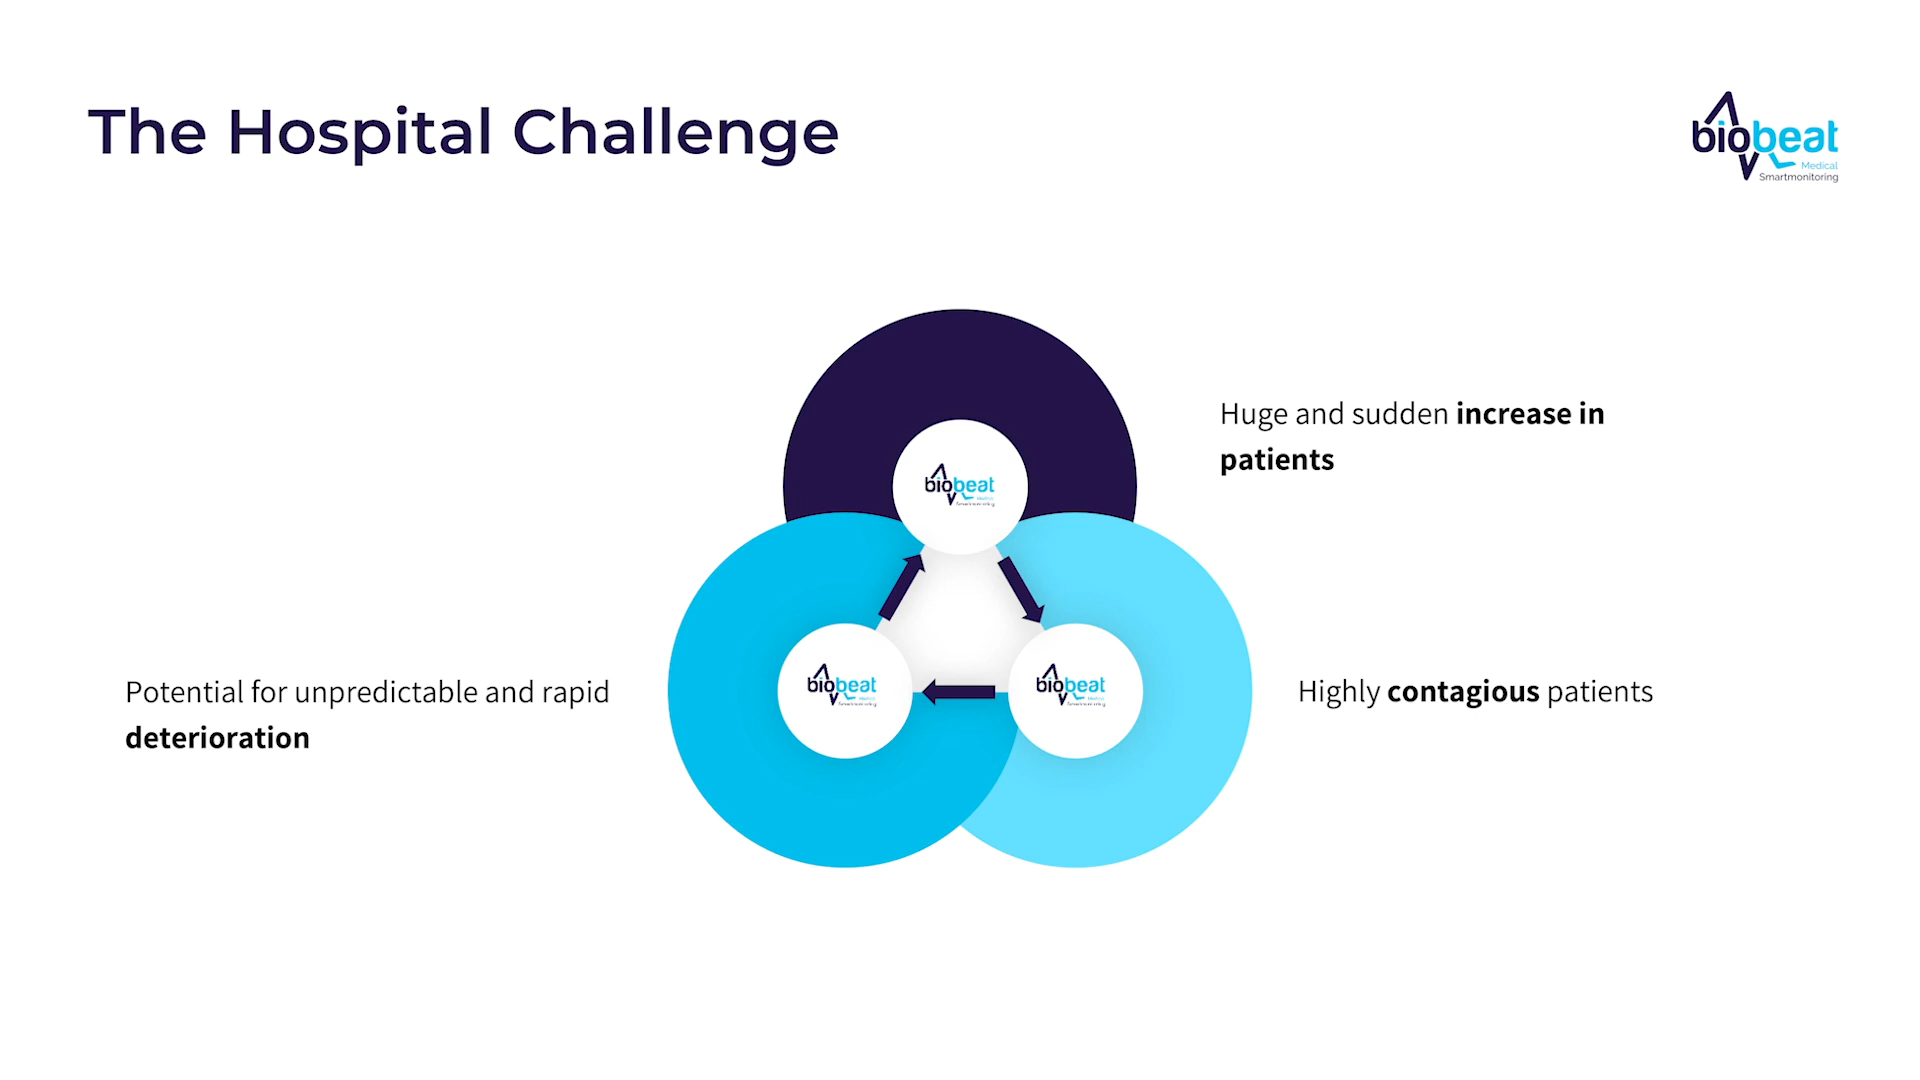 The Hospital Challenge
biobeat
Medical
Smartmonitoring
Huge and sudden increase in
patients
biobeat
Potential for unpredictable and rapid
deterioration
biobeat
biobeat
Highly contagious patients